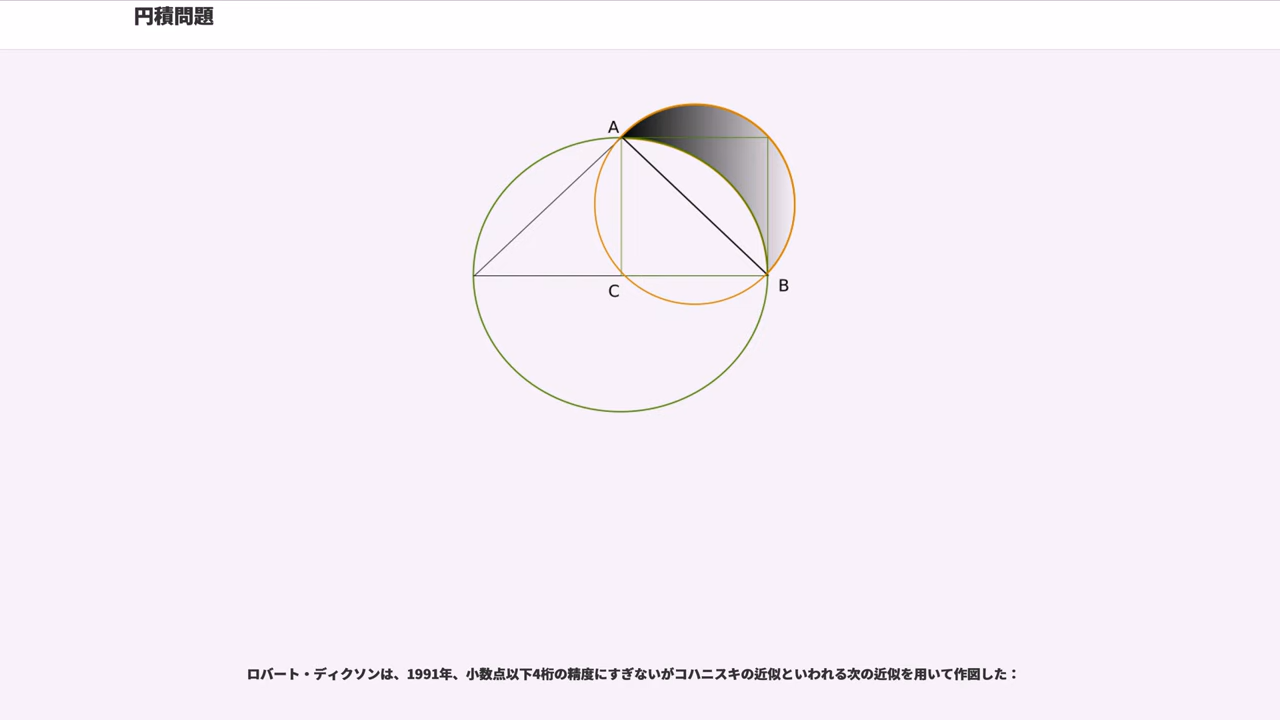 円積問題
A
C
B
ロバート・ディクソンは、1991年、小数点以下4桁の精度にすぎないがコハニスキの近似といわれる次の近似を用いて作図した：